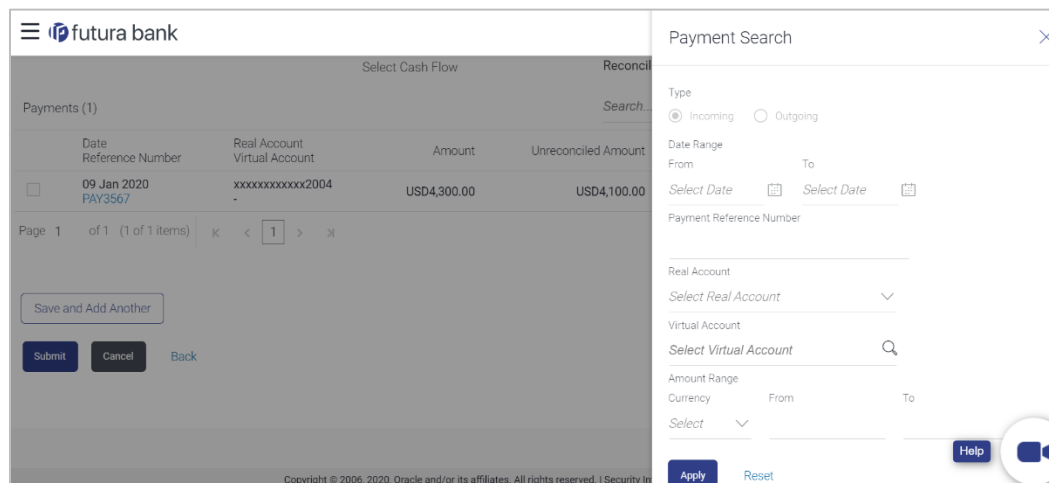 futura bank
Select Cash Flow
Reconcil
Payments (1)
Search...
Date
Reference Number
Real Account
Virtual Account
Amount
Unreconciled Amount
09 Jan 2020
PAY3567
xxxxxxxxxxxx2004
-
USD4,300.00
USD4,100.00
Page 1 of 1 (1 of 1 items) K < 1 > >|
Save and Add Another
Submit Cancel Back
Copyright © 2006, 2020, Oracle and/or its affiliates. All rights reserved. | Security In
Payment Search
Type
Incoming Outgoing
Date Range
From To
Select Date Select Date
Payment Reference Number
Real Account
Select Real Account
Virtual Account
Select Virtual Account
Amount Range
Currency From To
Select
Help
Apply Reset